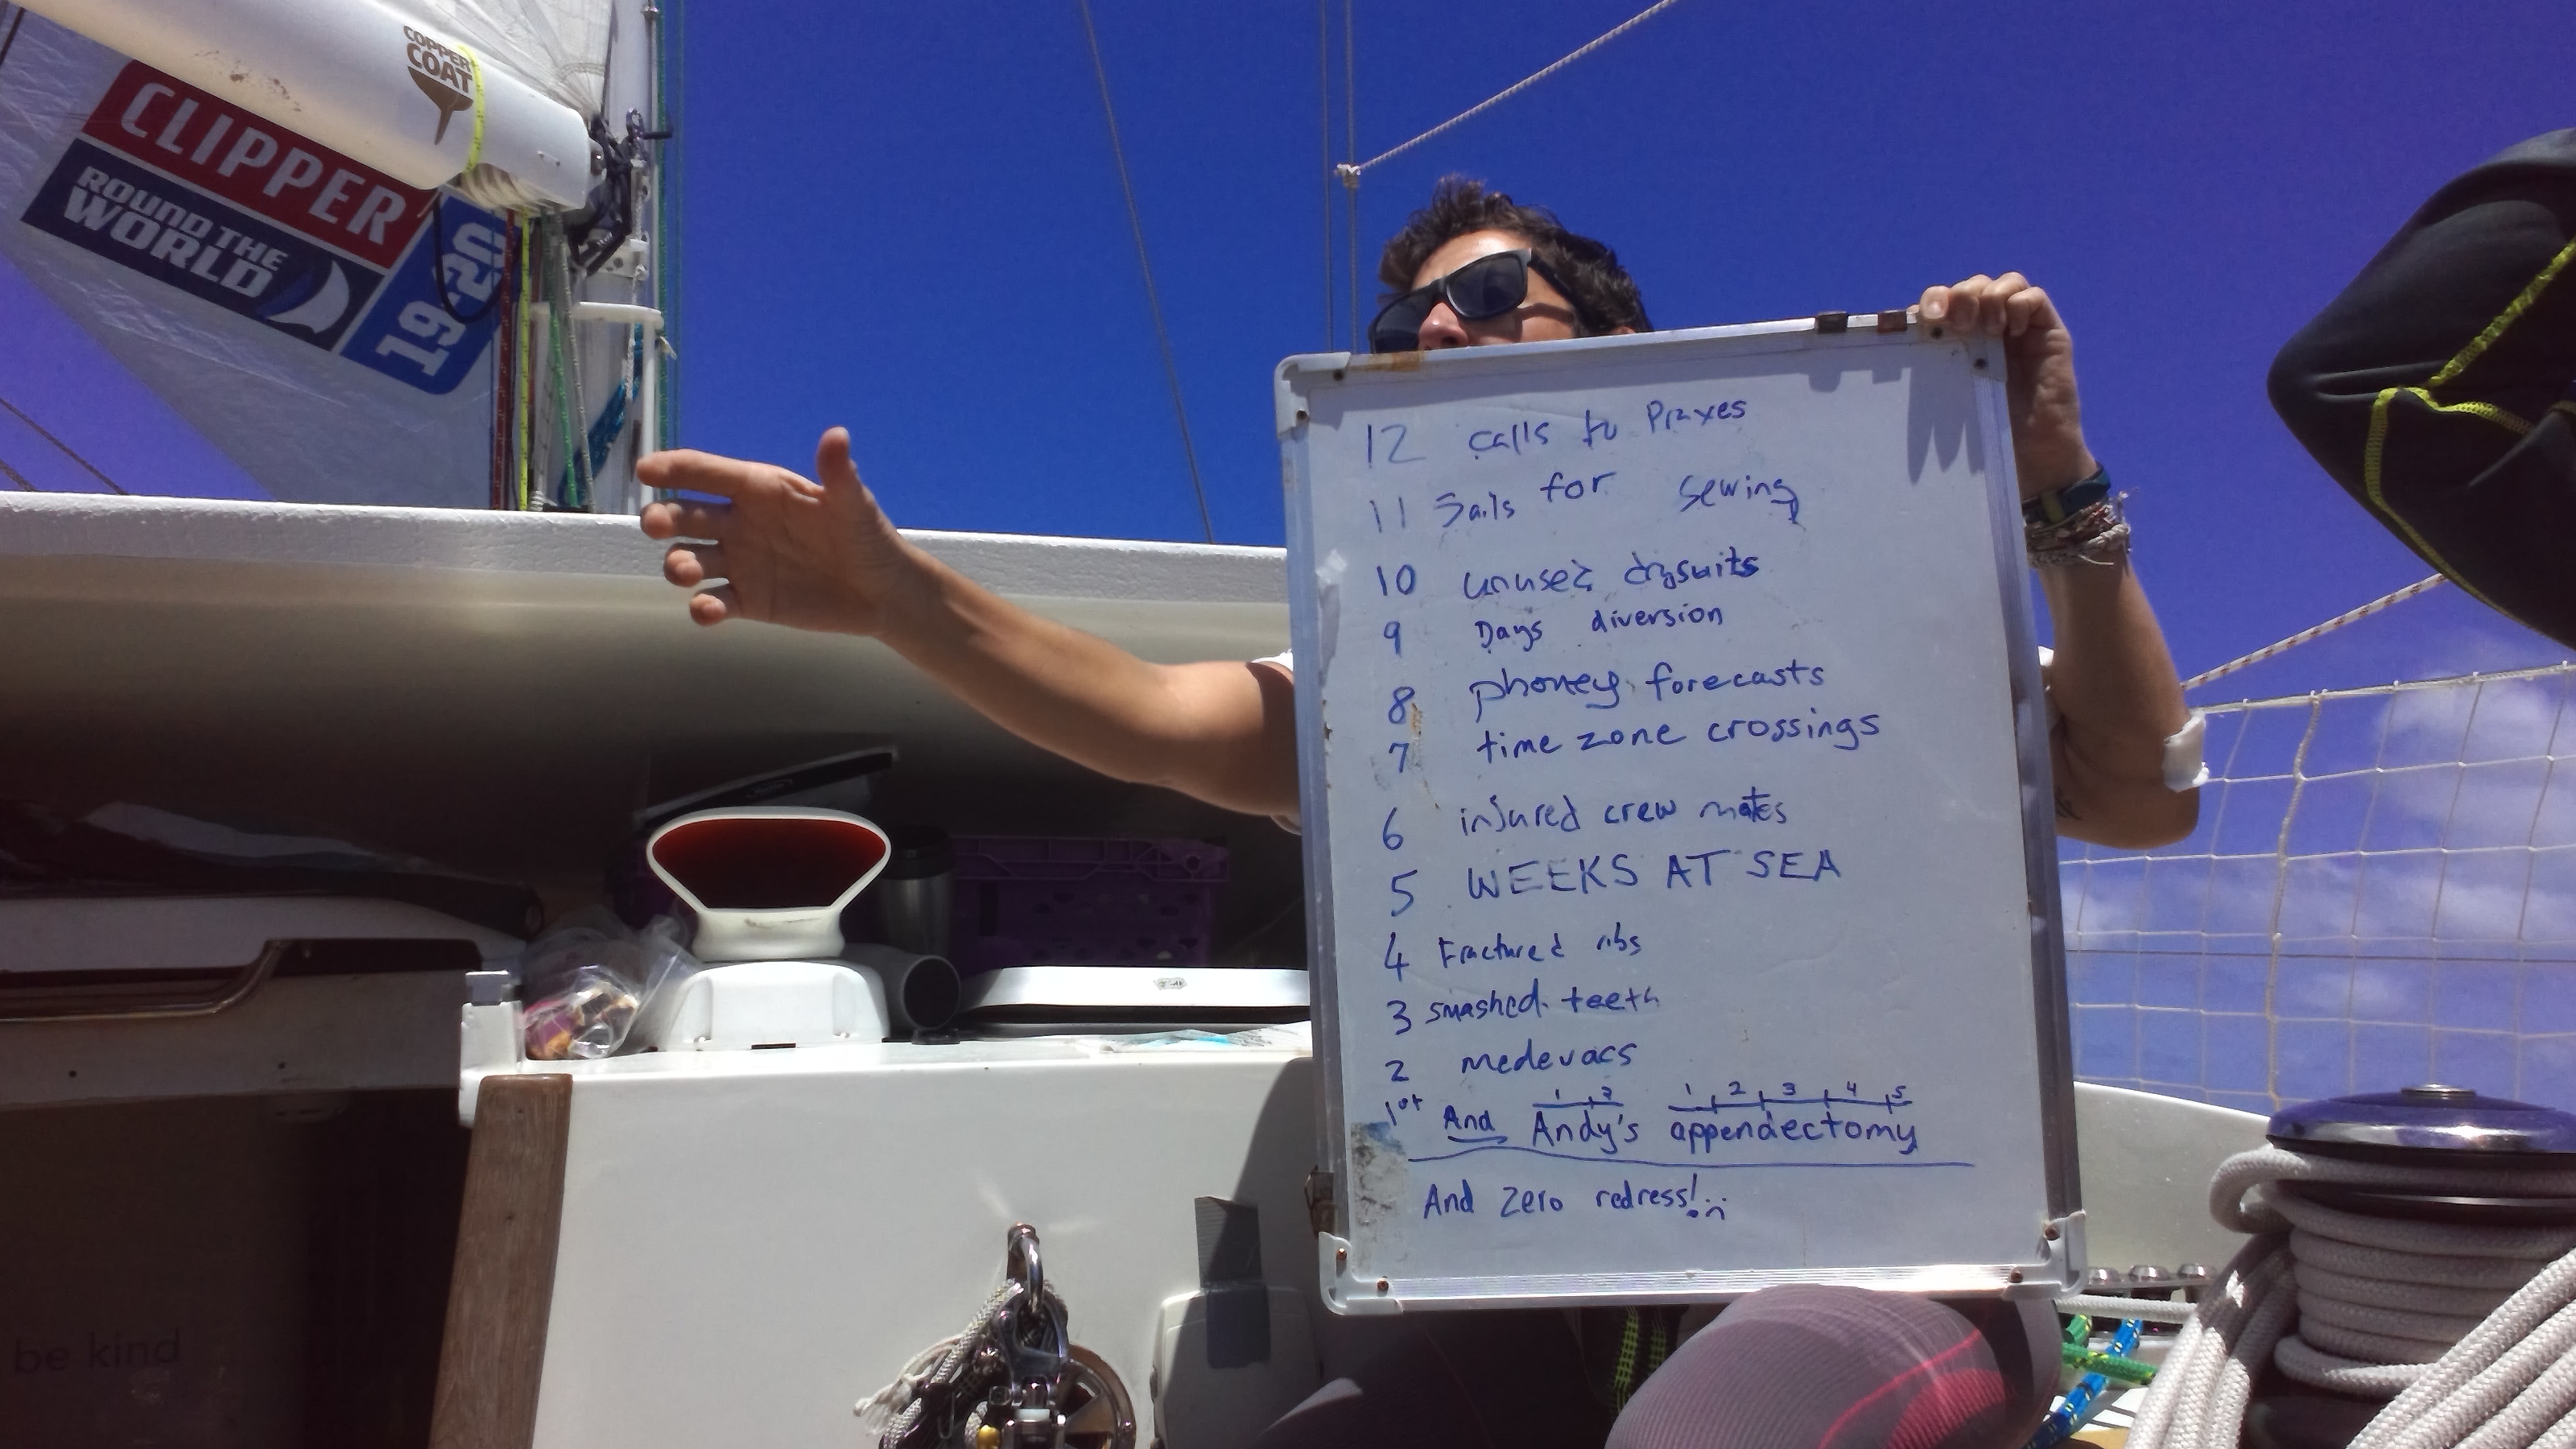 COPPER
COAT
CLIPPER
ROUND THE
WORLD
19-20
12 calls to Praxes
11 Sails for sewing
10 unused drysuits
9 Days diversion
8 phoney forecasts
7 time zone crossings
6 injured crew mates
5 WEEKS AT SEA
4 Fractured ribs
3 smashed teeth
2 medevacs
1 2 1 2 3 4 5
1st And Andy's appendectomy
And Zero redress! :(
be kind